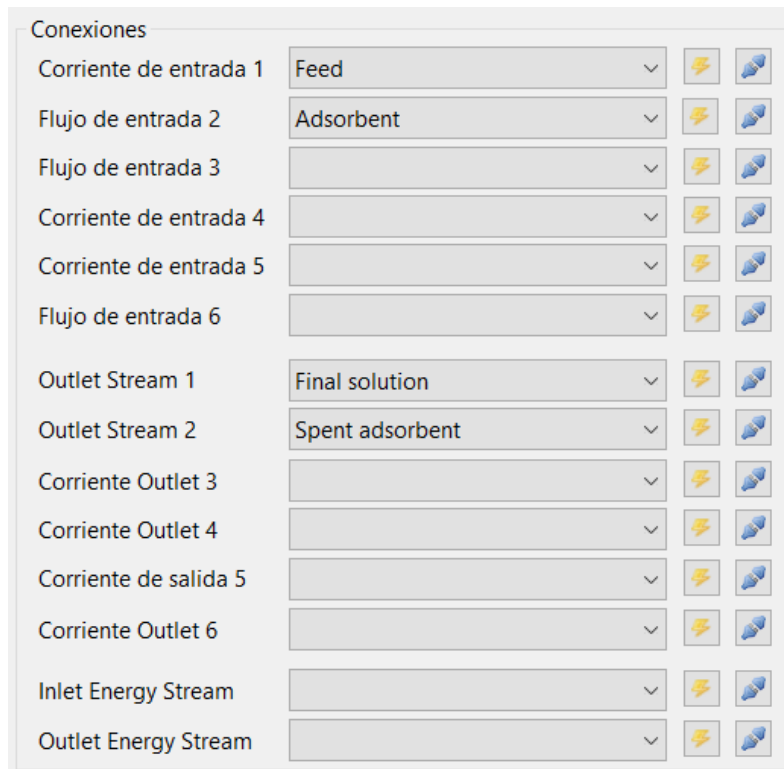 Conexiones
Corriente de entrada 1 Feed
Flujo de entrada 2 Adsorbent
Flujo de entrada 3
Corriente de entrada 4
Corriente de entrada 5
Flujo de entrada 6
Outlet Stream 1 Final solution
Outlet Stream 2 Spent adsorbent
Corriente Outlet 3
Corriente Outlet 4
Corriente de salida 5
Corriente Outlet 6
Inlet Energy Stream
Outlet Energy Stream